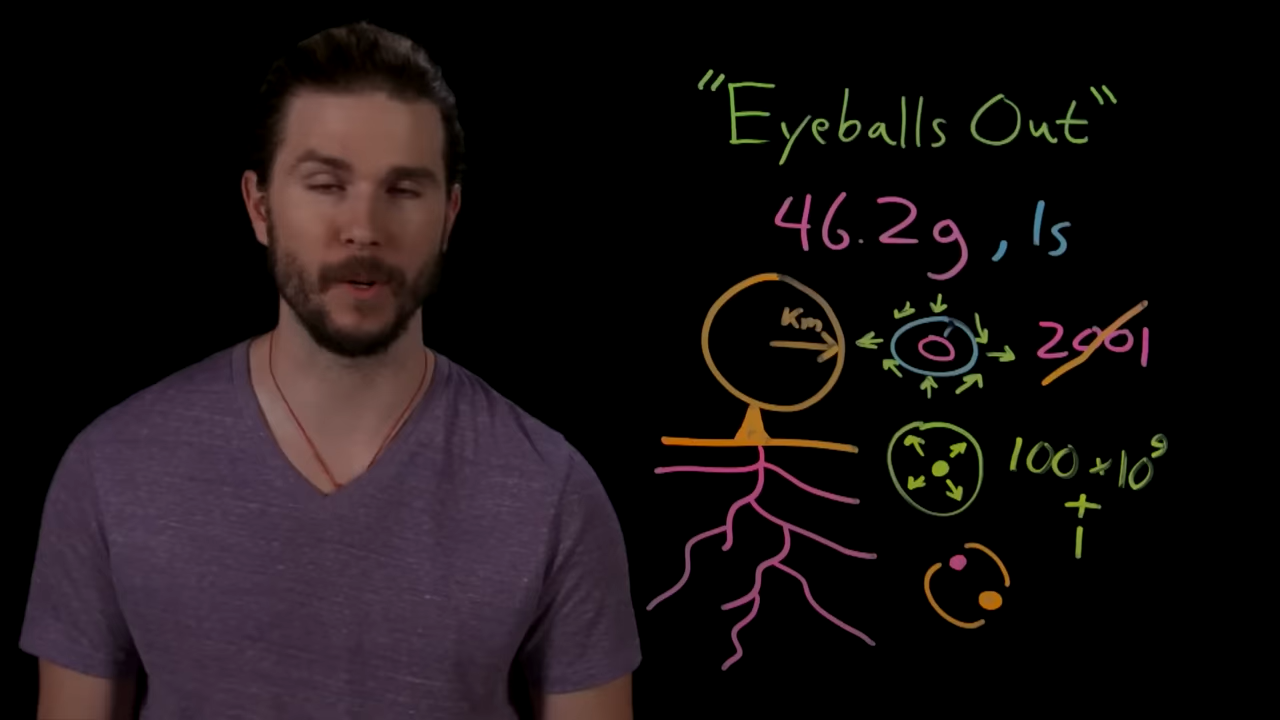 "Eyeballs Out"
46.2g, 1s
Km
2001
100 × 10⁹
+
1